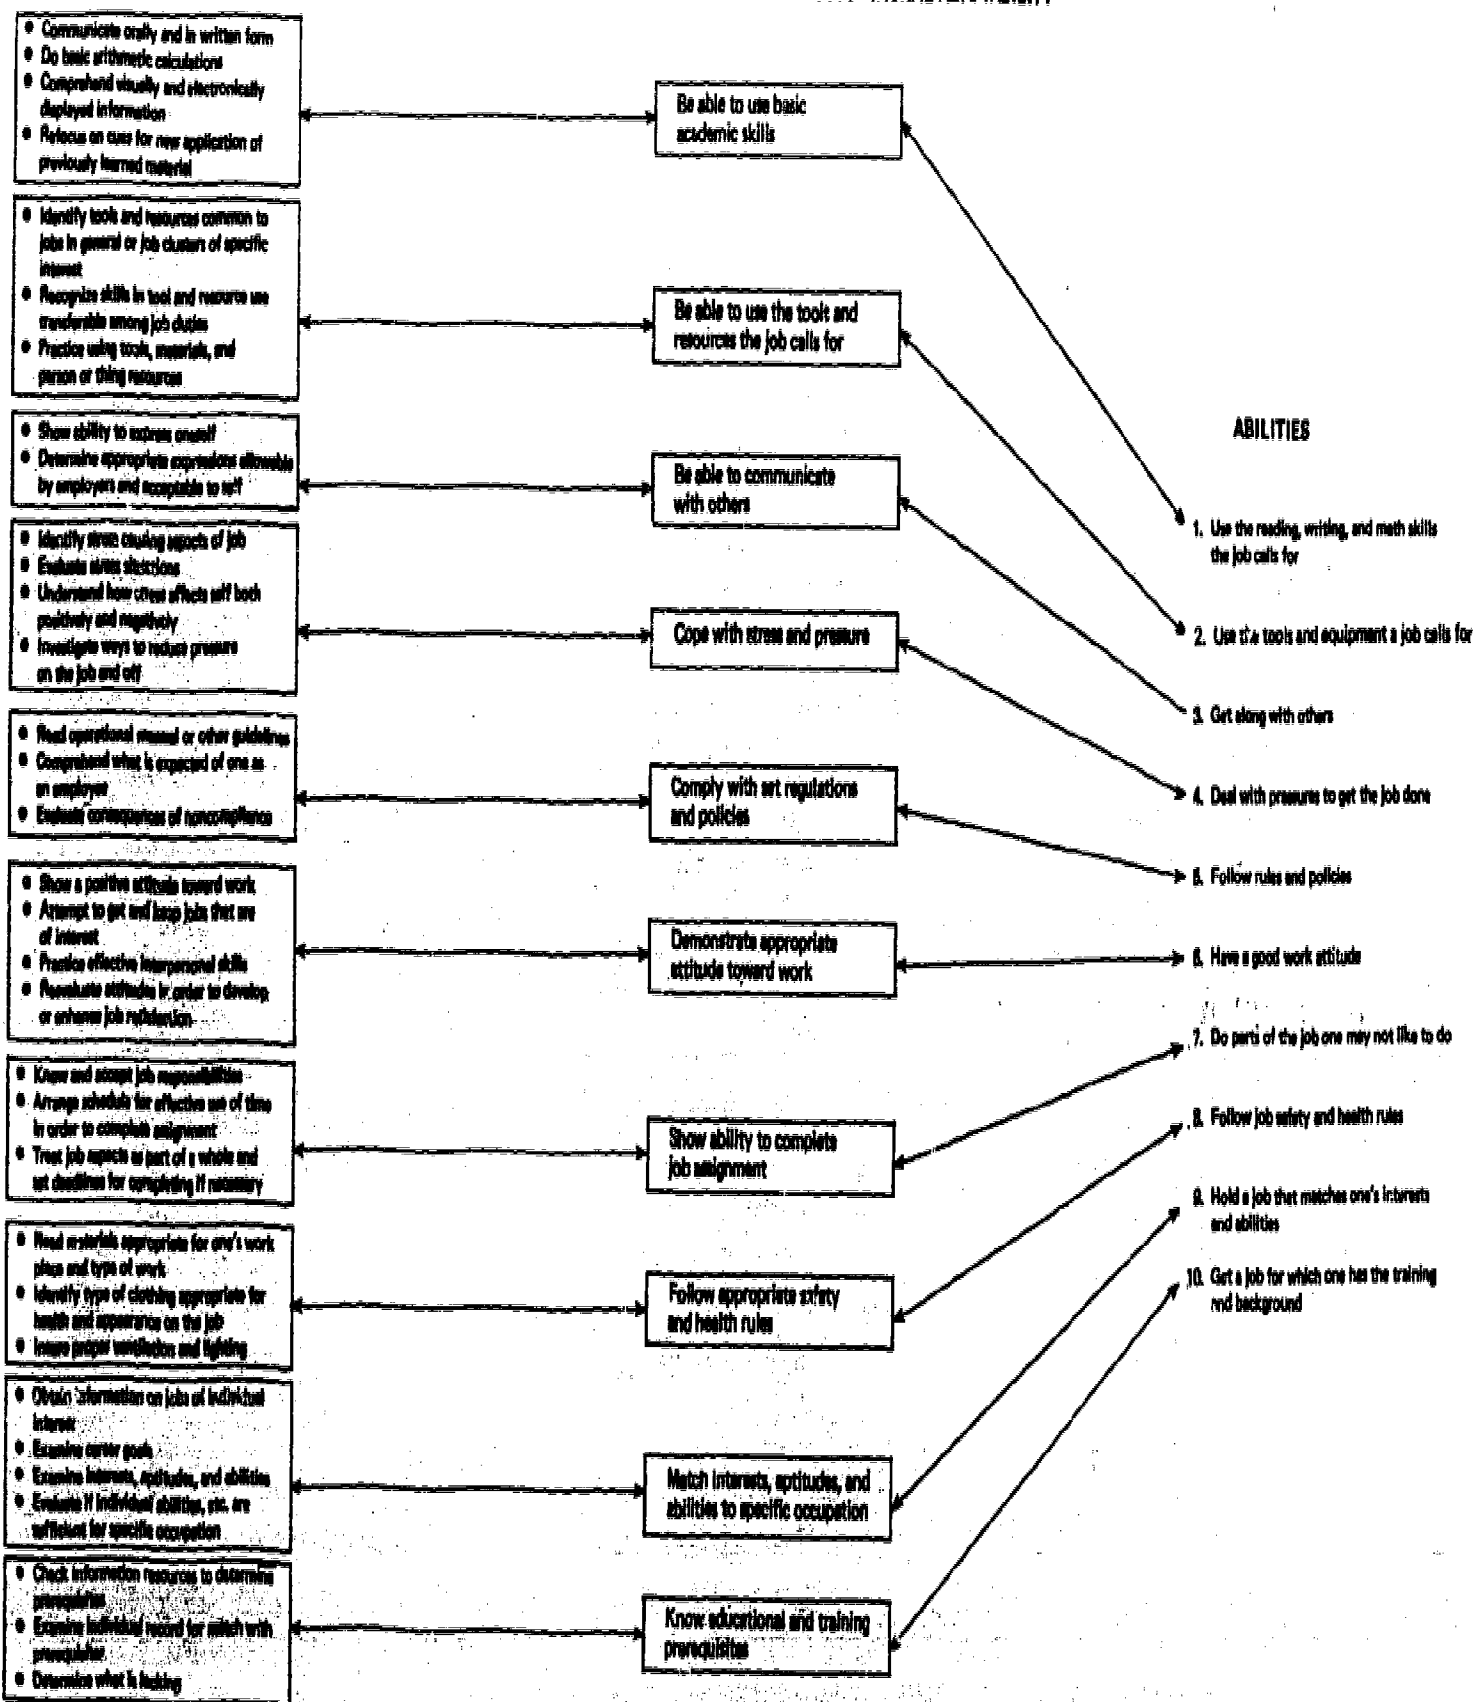 • Communicate orally and in written form
• Do basic arithmetic calculations
• Comprehend visually and electronically
displayed information
• Refocus on cues for new application of
previously learned material
• Identify tools and resources common to
jobs in general or job clusters of specific
interest
• Recognize skills in tool and resource use
transferable among job duties
• Practice using tools, materials, and
person or thing resources
• Show ability to express oneself
• Determine appropriate expressions allowable
by employers and acceptable to self
• Identify stress causing aspects of job
• Evaluate stress
• Understand how stress affects self both
positively and negatively
• Investigate ways to reduce pressure
on the job and off
• Read operational manual or other guidelines
• Comprehend what is expected of one as
an employee
• Evaluate consequences of noncompliance
• Show a positive attitude toward work
• Attempt to get and keep jobs that are
of interest
• Practice effective interpersonal skills
• Reevaluate attitudes in order to develop
or enhance job
• Know and accept job responsibilities
• Arrange schedule for effective use of time
in order to complete assignment
• Treat job aspects as part of a whole and
set deadlines for completing if necessary
• Read materials appropriate for one's work
place and type of work
• Identify type of clothing appropriate for
health and appearance on the job
• Insure proper ventilation and lighting
• Obtain information on jobs of individual
interest
• Examine career goals
• Examine interests, aptitudes, and abilities
• Evaluate if individual abilities, etc. are
sufficient for specific occupation
• Check information resources to determine
prerequisites
• Examine individual record for match with
prerequisites
• Determine what is lacking
Be able to use basic
academic skills
Be able to use the tools and
resources the job calls for
Be able to communicate
with others
Cope with stress and pressure
Comply with set regulations
and policies
Demonstrate appropriate
attitude toward work
Show ability to complete
job assignment
Follow appropriate safety
and health rules
Match interests, aptitudes, and
abilities to specific occupation
Know educational and training
prerequisites
ABILITIES
1. Use the reading, writing, and math skills
the job calls for
2. Use the tools and equipment a job calls for
3. Get along with others
4. Deal with pressures to get the job done
5. Follow rules and policies
6. Have a good work attitude
7. Do parts of the job one may not like to do
8. Follow job safety and health rules
9. Hold a job that matches one's interests
and abilities
10. Get a job for which one has the training
and background